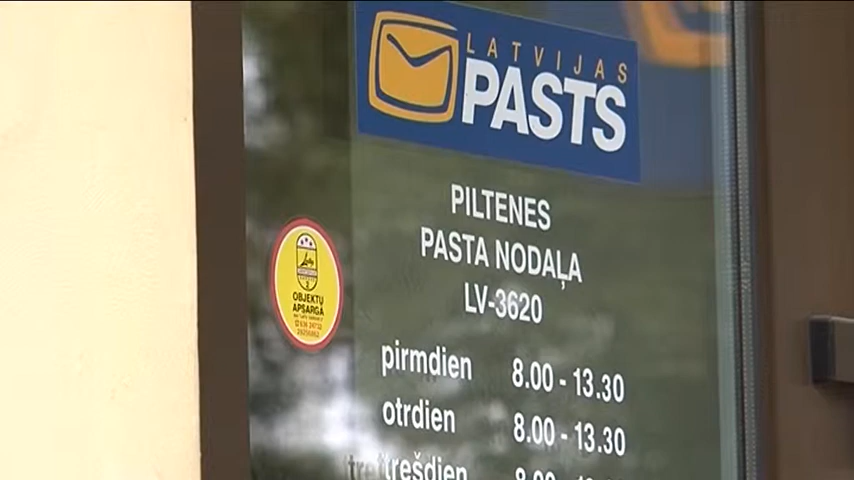 LATVIJAS
PASTS
PILTENES
PASTA NODAĻA
LV-3620
pirmdien 8.00 - 13.30
otrdien 8.00 - 13.30
trešdien
OBJEKTU
APSARGĀ